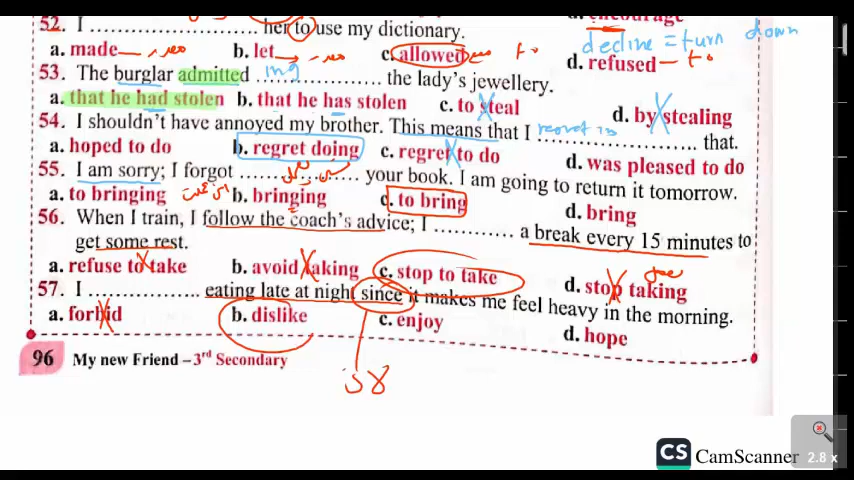 52. I her to use my dictionary.
a. made b. let c. allowed to d. refused to
decline = turn down
53. The burglar admitted ing the lady's jewellery.
a. that he had stolen b. that he has stolen c. to steal d. by stealing
54. I shouldn't have annoyed my brother. This means that I that.
a. hoped to do b. regret doing c. regret to do d. was pleased to do
55. I am sorry; I forgot your book. I am going to return it tomorrow.
a. to bringing b. bringing c. to bring d. bring
56. When I train, I follow the coach's advice; I ............ a break every 15 minutes to
get some rest.
a. refuse to take b. avoid taking c. stop to take d. stop taking
57. I .................... eating late at night since it makes me feel heavy in the morning.
a. forbid b. dislike c. enjoy d. hope
96 My new Friend - 3rd Secondary
CS CamScanner
2.8 x